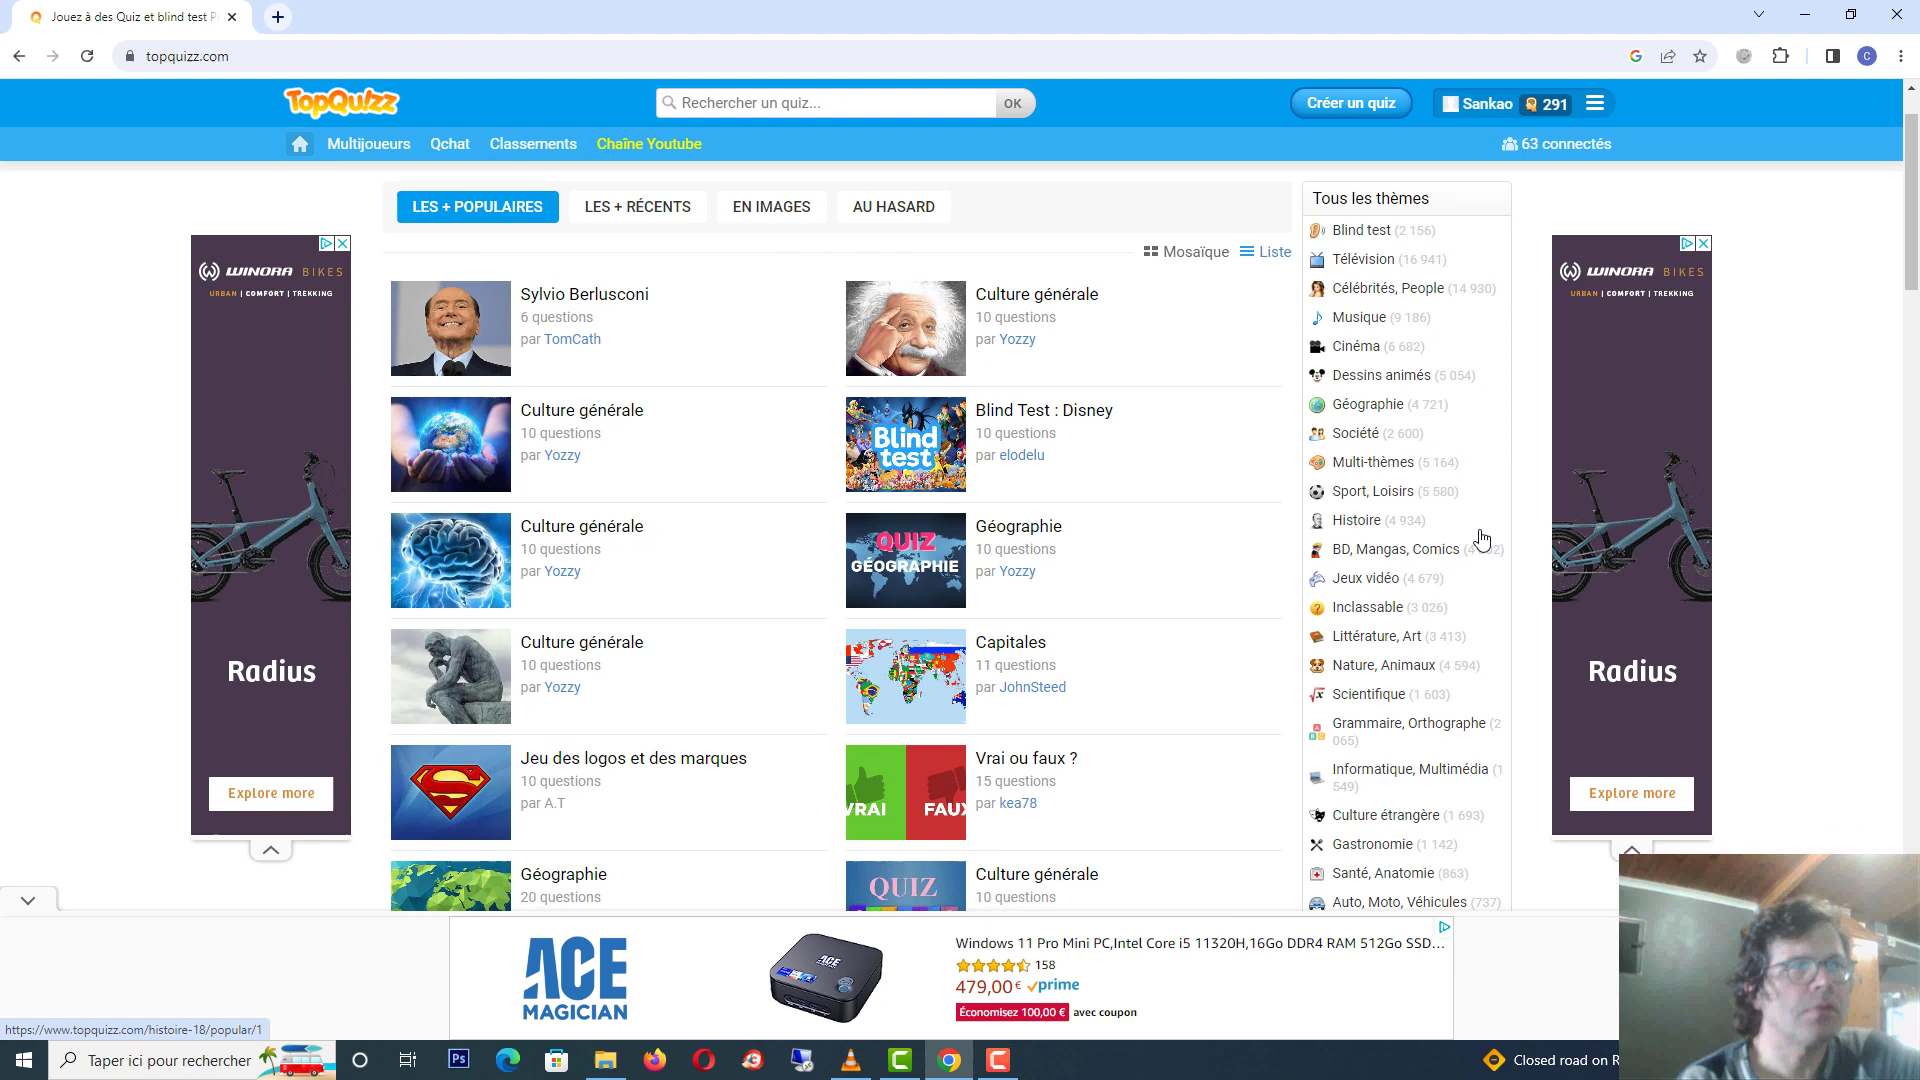 Jouez à des Quiz et blind test P
topquizz.com
TopQuizz
Rechercher un quiz...
OK
Créer un quiz
Sankao
291
Multijoueurs
Qchat
Classements
Chaîne Youtube
63 connectés
LES + POPULAIRES
LES + RÉCENTS
EN IMAGES
AU HASARD
Mosaïque
Liste
Sylvio Berlusconi
6 questions
par TomCath
Culture générale
10 questions
par Yozzy
Culture générale
10 questions
par Yozzy
Blind test
Blind Test : Disney
10 questions
par elodelu
Culture générale
10 questions
par Yozzy
QUIZ
GÉOGRAPHIE
Géographie
10 questions
par Yozzy
Culture générale
10 questions
par Yozzy
Capitales
11 questions
par JohnSteed
Jeu des logos et des marques
10 questions
par A.T
VRAI
FAUX
Vrai ou faux ?
15 questions
par kea78
Géographie
20 questions
QUIZ
Culture générale
10 questions
Tous les thèmes
Blind test (2 156)
Télévision (16 941)
Célébrités, People (14 930)
Musique (9 186)
Cinéma (6 682)
Dessins animés (5 054)
Géographie (4 721)
Société (2 600)
Multi-thèmes (5 164)
Sport, Loisirs (5 580)
Histoire (4 934)
BD, Mangas, Comics
Jeux vidéo (4 679)
Inclassable (3 026)
Littérature, Art (3 413)
Nature, Animaux (4 594)
Scientifique (1 603)
Grammaire, Orthographe (2
065)
Informatique, Multimédia (1
549)
Culture étrangère (1 693)
Gastronomie (1 142)
Santé, Anatomie (863)
Auto, Moto, Véhicules (737)
WINORA BIKES
URBAN | COMFORT | TREKKING
Radius
Explore more
WINORA BIKES
URBAN | COMFORT | TREKKING
Radius
Explore more
ACE
MAGICIAN
ACE
Windows 11 Pro Mini PC,Intel Core i5 11320H,16Go DDR4 RAM 512Go SSD...
158
479,00€ prime
Économisez 100,00 € avec coupon
https://www.topquizz.com/histoire-18/popular/1
Taper ici pour rechercher
Ps
Closed road on R